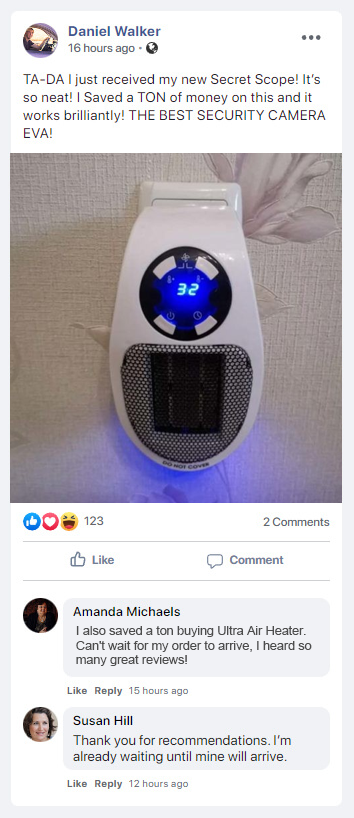 Daniel Walker
16 hours ago ·
TA-DA I just received my new Secret Scope! It's
so neat! I Saved a TON of money on this and it
works brilliantly! THE BEST SECURITY CAMERA
EVA!
32
DO NOT COVER
123
2 Comments
Like
Comment
Amanda Michaels
I also saved a ton buying Ultra Air Heater.
Can't wait for my order to arrive, I heard so
many great reviews!
Like Reply 15 hours ago
Susan Hill
Thank you for recommendations. I'm
already waiting until mine will arrive.
Like Reply 12 hours ago